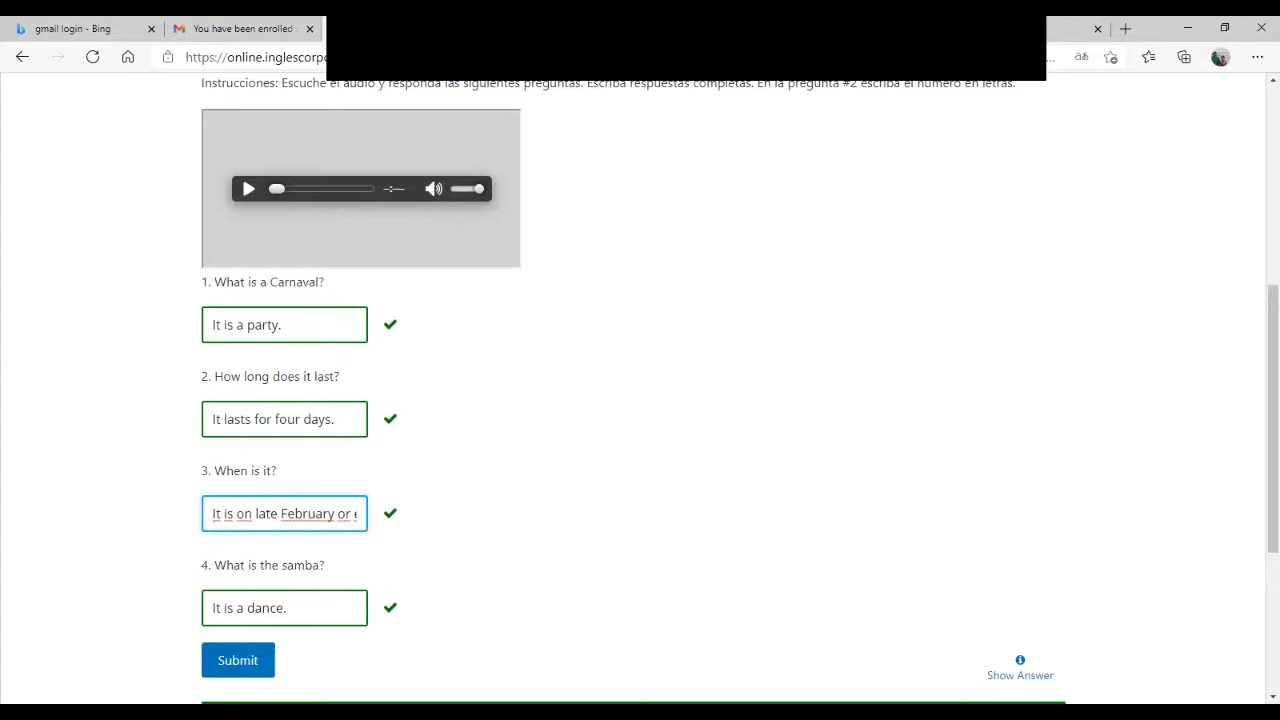 gmail login - Bing
You have been enrolled
https://online.inglescorpo
Instrucciones: Escuche el audio y responda las siguientes preguntas. Escriba respuestas completas. En la pregunta #2 escriba el número en letras.
1. What is a Carnaval?
It is a party.
2. How long does it last?
It lasts for four days.
3. When is it?
It is on late February or e
4. What is the samba?
It is a dance.
Submit
Show Answer